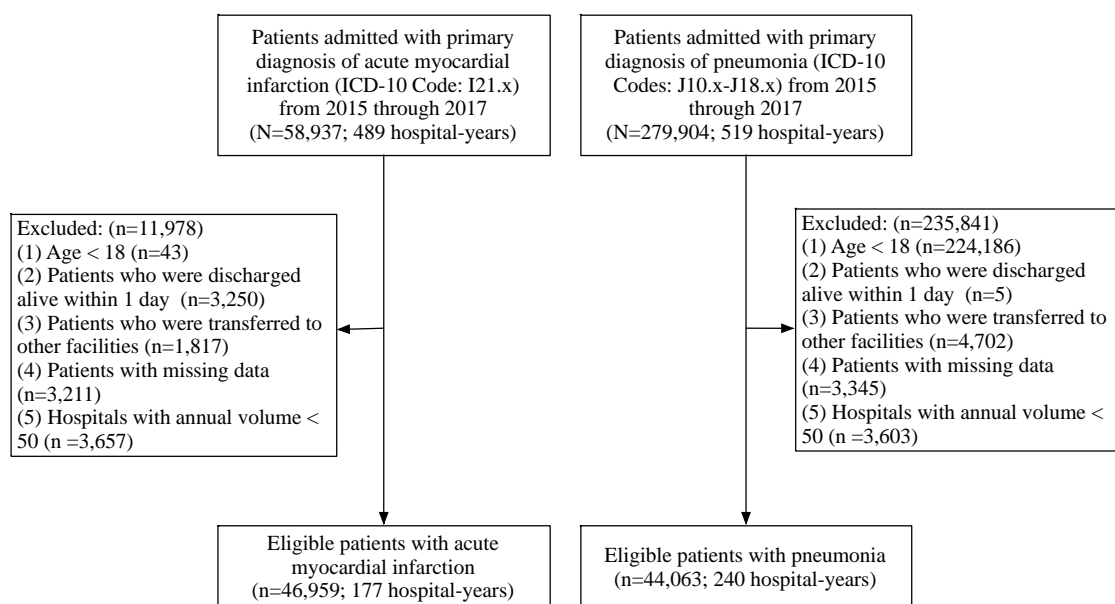 Patients admitted with primary
diagnosis of acute myocardial
infarction (ICD-10 Code: I21.x)
from 2015 through 2017
(N=58,937; 489 hospital-years)
Patients admitted with primary
diagnosis of pneumonia (ICD-10
Codes: J10.x-J18.x) from 2015
through 2017
(N=279,904; 519 hospital-years)
Excluded: (n=11,978)
(1) Age < 18 (n=43)
(2) Patients who were discharged
alive within 1 day (n=3,250)
(3) Patients who were transferred to
other facilities (n=1,817)
(4) Patients with missing data
(n=3,211)
(5) Hospitals with annual volume <
50 (n =3,657)
Excluded: (n=235,841)
(1) Age < 18 (n=224,186)
(2) Patients who were discharged
alive within 1 day (n=5)
(3) Patients who were transferred to
other facilities (n=4,702)
(4) Patients with missing data
(n=3,345)
(5) Hospitals with annual volume <
50 (n =3,603)
Eligible patients with acute
myocardial infarction
(n=46,959; 177 hospital-years)
Eligible patients with pneumonia
(n=44,063; 240 hospital-years)